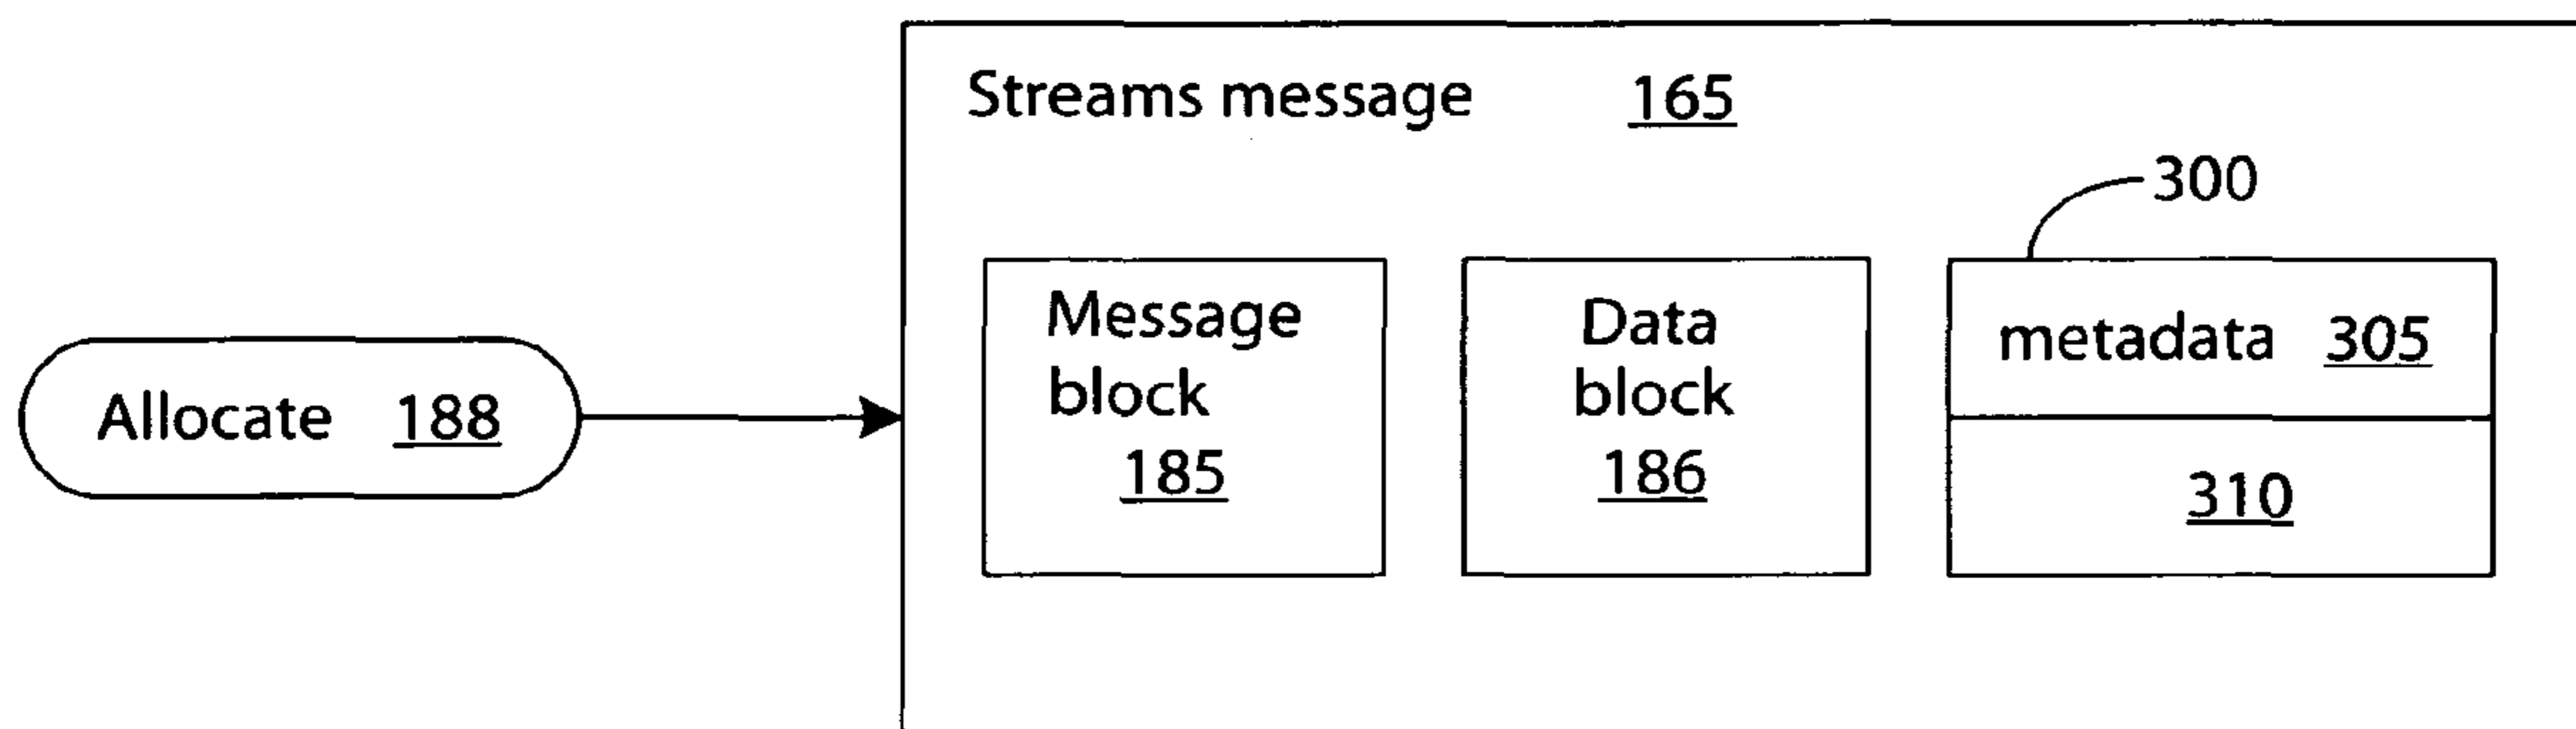 Streams message 165
300
Allocate 188
Message
block
185
Data
block
186
metadata 305
310